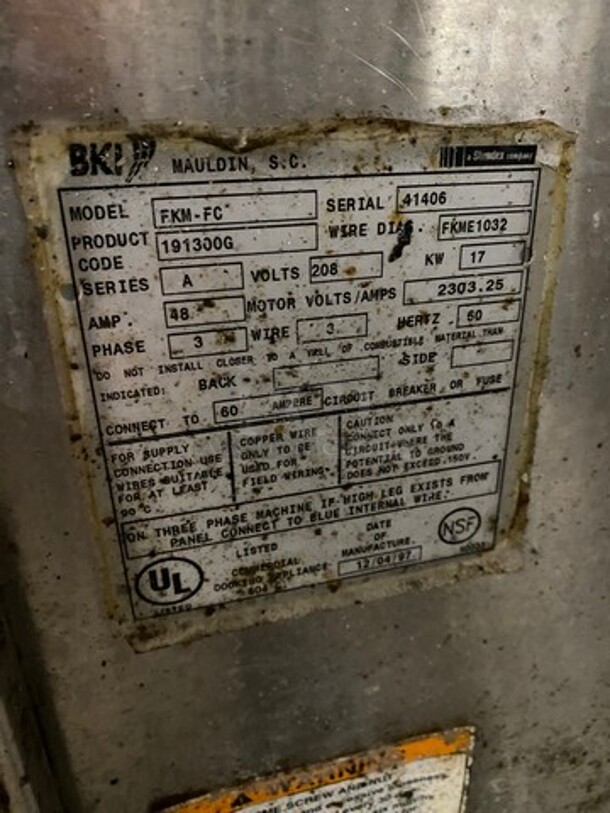 BKI MAULDIN, S.C. a Standex company
MODEL FKM-FC SERIAL 41406
PRODUCT CODE 191300G WIRE DIAG. FKME1032
SERIES A VOLTS 208 KW 17
AMP. 48 MOTOR VOLTS/AMPS 2303.25
PHASE 3 WIRE 3 HERTZ 60
DO NOT INSTALL CLOSER TO A WALL OF COMBUSTIBLE MATERIAL THAN
INDICATED: BACK SIDE
CONNECT TO 60 AMPERE CIRCUIT BREAKER OR FUSE
FOR SUPPLY
CONNECTION USE
WIRES SUITABLE
FOR AT LEAST
90°C
COPPER WIRE
ONLY TO BE
USED FOR
FIELD WIRING
CAUTION
CONNECT ONLY TO A
CIRCUIT WHERE THE
POTENTIAL TO GROUND
DOES NOT EXCEED 150V.
ON THREE PHASE MACHINE IF HIGH LEG EXISTS FROM
PANEL CONNECT TO BLUE INTERNAL WIRE.
UL
LISTED
LISTED
COMMERCIAL
COOKING APPLIANCE
DATE
OF
MANUFACTURE.
12/04/97
NSF
WARNING
SCREW